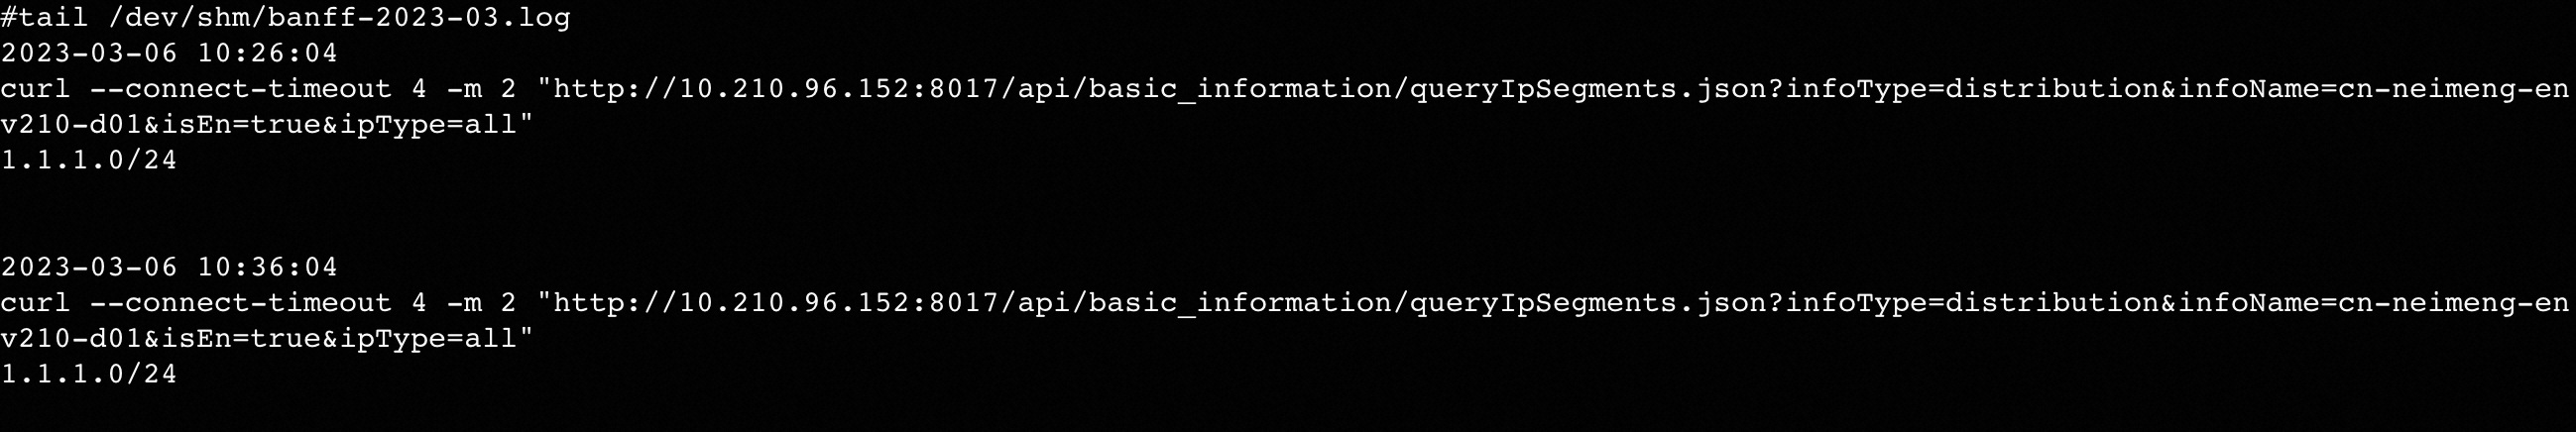 #tail /dev/shm/banff-2023-03.log
2023-03-06 10:26:04
curl --connect-timeout 4 -m 2 "http://10.210.96.152:8017/api/basic_information/queryIpSegments.json?infoType=distribution&infoName=cn-neimeng-en
v210-d01&isEn=true&ipType=all"
1.1.1.0/24
2023-03-06 10:36:04
curl --connect-timeout 4 -m 2 "http://10.210.96.152:8017/api/basic_information/queryIpSegments.json?infoType=distribution&infoName=cn-neimeng-en
v210-d01&isEn=true&ipType=all"
1.1.1.0/24